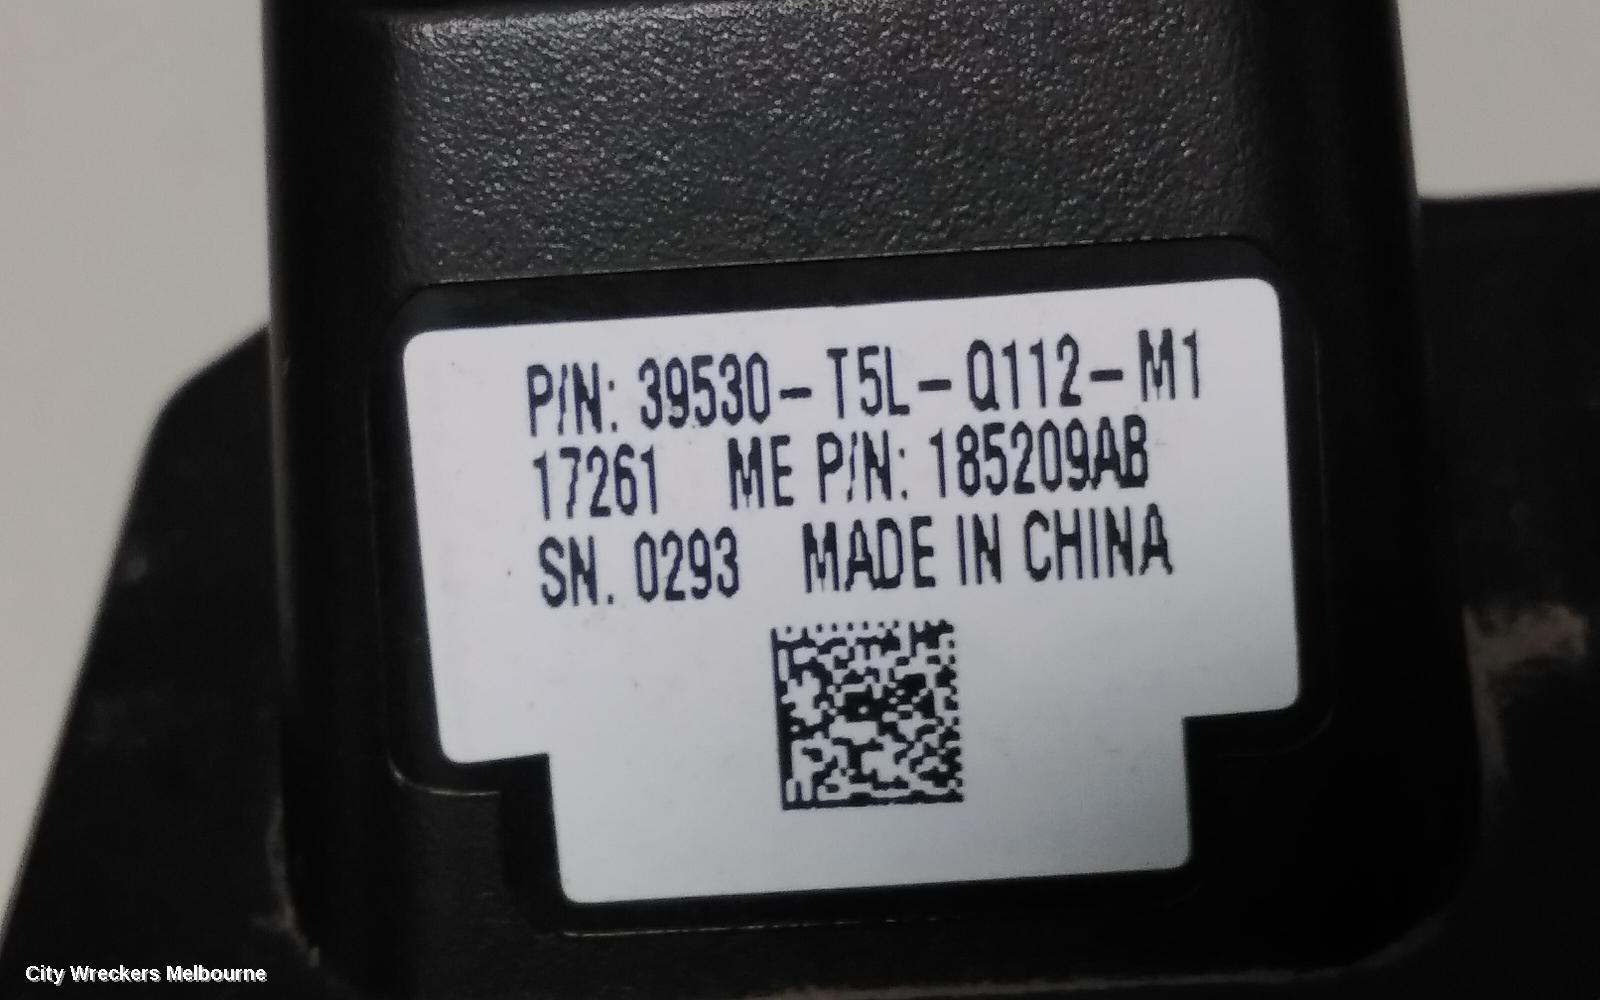 P/N: 39530-T5L-Q112-M1
17261 ME P/N: 185209AB
SN. 0293 MADE IN CHINA
City Wreckers Melbourne